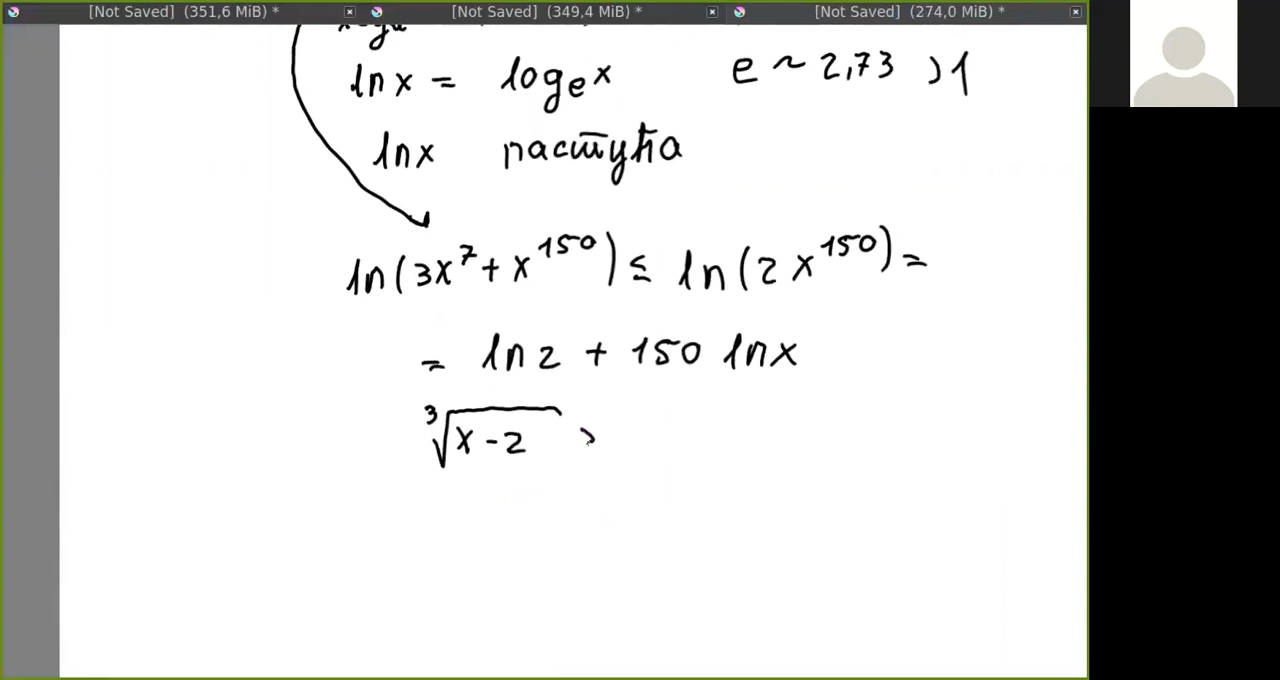 [Not Saved] (351,6 MiB) * [Not Saved] (349,4 MiB) * [Not Saved] (274,0 MiB) *
ln x = log_e x e ~ 2,73 > 1
ln x растућа
ln(3x^7 + x^150) ≤ ln(2x^150) =
= ln 2 + 150 ln x
∛(x-2) >